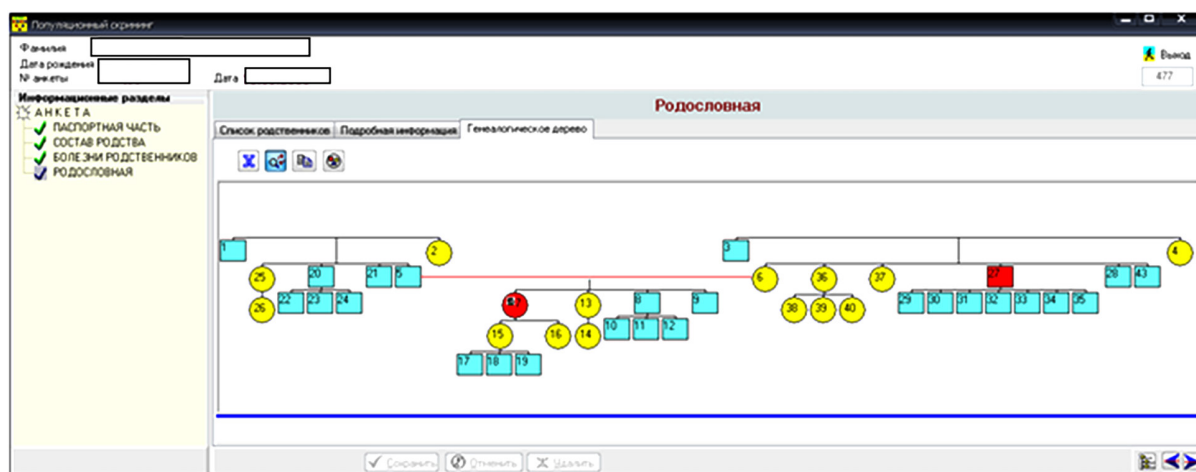 Популяционный скрининг
Фамилия
Дата рождения
№ анкеты Дата
Выход
477
Информационные разделы
АНКЕТА
ПАСПОРТНАЯ ЧАСТЬ
СОСТАВ РОДСТВА
БОЛЕЗНИ РОДСТВЕННИКОВ
РОДОСЛОВНАЯ
Родословная
Список родственников Подробная информация Генеалогическое дерево
1 2 3 4
25 20 21 5 6 36 37 27 28 43
26 22 23 24 13 8 9 38 39 40 29 30 31 32 33 34 35
15 16 14 10 11 12
17 18 19
Сохранить Отменить Удалить